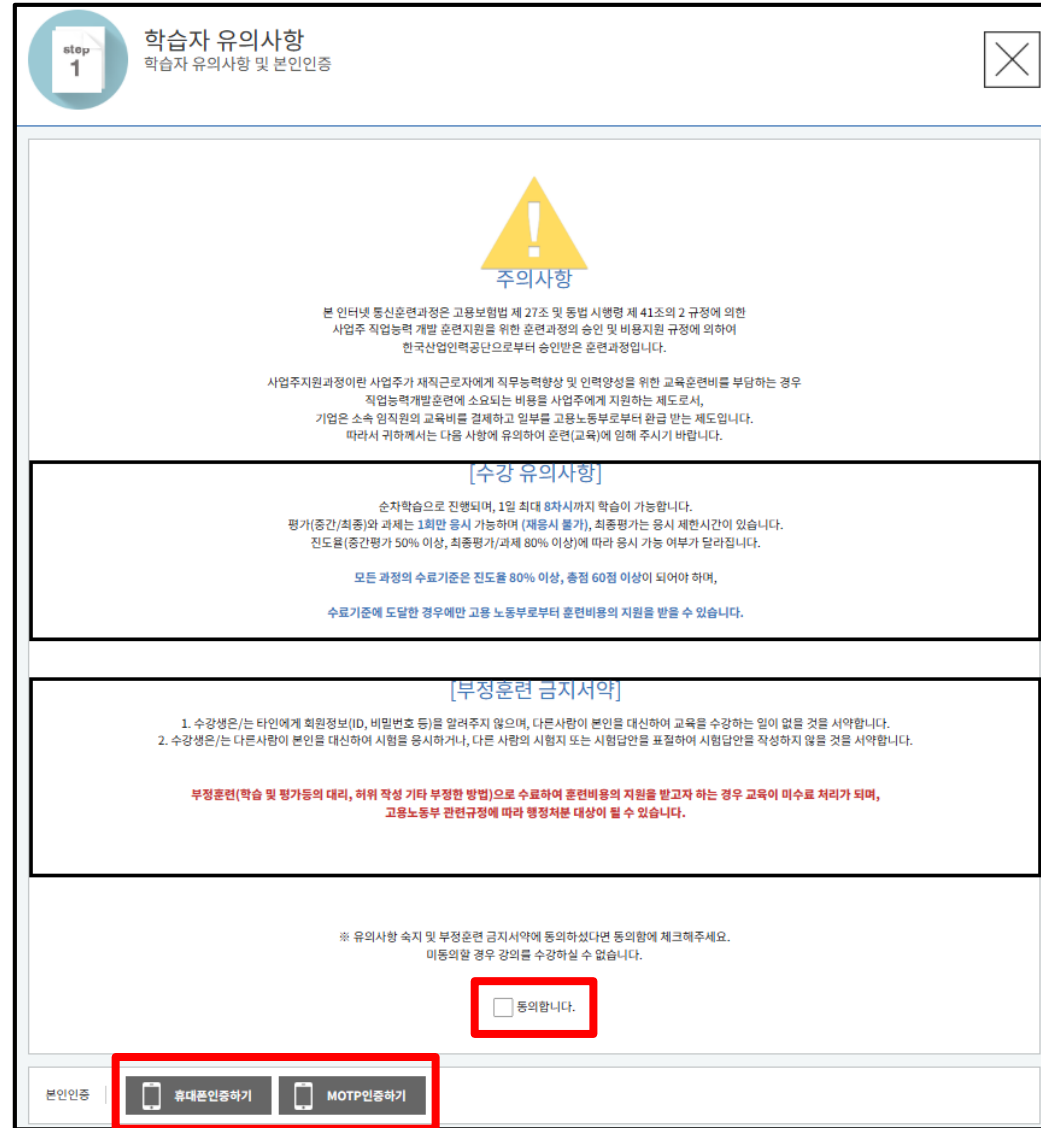 step
1
학습자 유의사항
학습자 유의사항 및 본인인증
주의사항
본 인터넷 통신훈련과정은 고용보험법 제 27조 및 동법 시행령 제 41조의 2 규정에 의한
사업주 직업능력 개발 훈련지원을 위한 훈련과정의 승인 및 비용지원 규정에 의하여
한국산업인력공단으로부터 승인받은 훈련과정입니다.
사업주지원과정이란 사업주가 재직근로자에게 직무능력향상 및 인력양성을 위한 교육훈련비를 부담하는 경우
직업능력개발훈련에 소요되는 비용을 사업주에게 지원하는 제도로서,
기업은 소속 임직원의 교육비를 결제하고 일부를 고용노동부로부터 환급 받는 제도입니다.
따라서 귀하께서는 다음 사항에 유의하여 훈련(교육)에 임해 주시기 바랍니다.
[수강 유의사항]
순차학습으로 진행되며, 1일 최대 8차시까지 학습이 가능합니다.
평가(중간/최종)와 과제는 1회만 응시 가능하며 (재응시 불가), 최종평가는 응시 제한시간이 있습니다.
진도율(중간평가 50% 이상, 최종평가/과제 80% 이상)에 따라 응시 가능 여부가 달라집니다.
모든 과정의 수료기준은 진도율 80% 이상, 총점 60점 이상이 되어야 하며,
수료기준에 도달한 경우에만 고용 노동부로부터 훈련비용의 지원을 받을 수 있습니다.
[부정훈련 금지서약]
1. 수강생은/는 타인에게 회원정보(ID, 비밀번호 등)을 알려주지 않으며, 다른사람이 본인을 대신하여 교육을 수강하는 일이 없을 것을 서약합니다.
2. 수강생은/는 다른사람이 본인을 대신하여 시험을 응시하거나, 다른 사람의 시험지 또는 시험답안을 표절하여 시험답안을 작성하지 않을 것을 서약합니다.
부정훈련(학습 및 평가등의 대리, 허위 작성 기타 부정한 방법)으로 수료하여 훈련비용의 지원을 받고자 하는 경우 교육이 미수료 처리가 되며,
고용노동부 관련규정에 따라 행정처분 대상이 될 수 있습니다.
※ 유의사항 숙지 및 부정훈련 금지서약에 동의하셨다면 동의함에 체크해주세요.
미동의할 경우 강의를 수강하실 수 없습니다.
동의합니다.
본인인증 휴대폰인증하기 MOTP인증하기